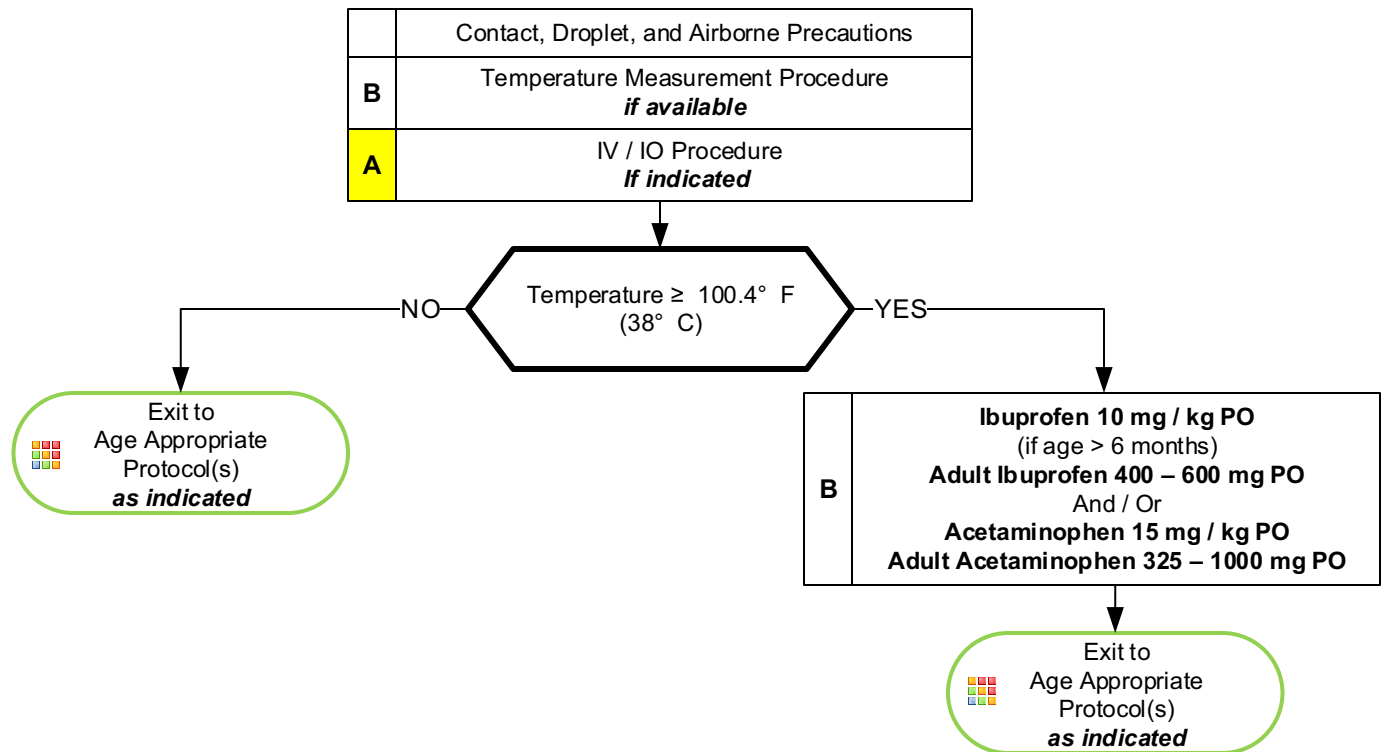 Contact, Droplet, and Airborne Precautions
B
Temperature Measurement Procedure
if available
A
IV / IO Procedure
If indicated
Temperature ≥ 100.4° F
(38° C)
NO
YES
Exit to
Age Appropriate
Protocol(s)
as indicated
B
Ibuprofen 10 mg / kg PO
(if age > 6 months)
Adult Ibuprofen 400 – 600 mg PO
And / Or
Acetaminophen 15 mg / kg PO
Adult Acetaminophen 325 – 1000 mg PO
Exit to
Age Appropriate
Protocol(s)
as indicated